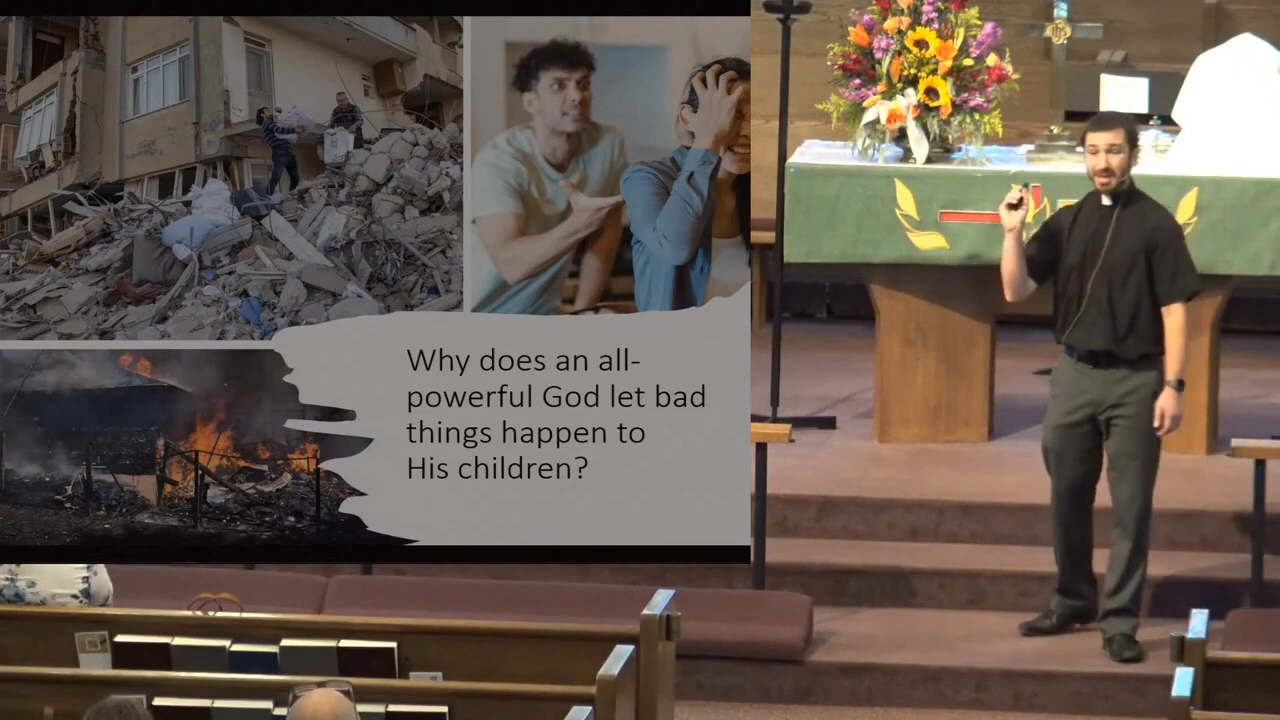 Why does an all-
powerful God let bad
things happen to
His children?